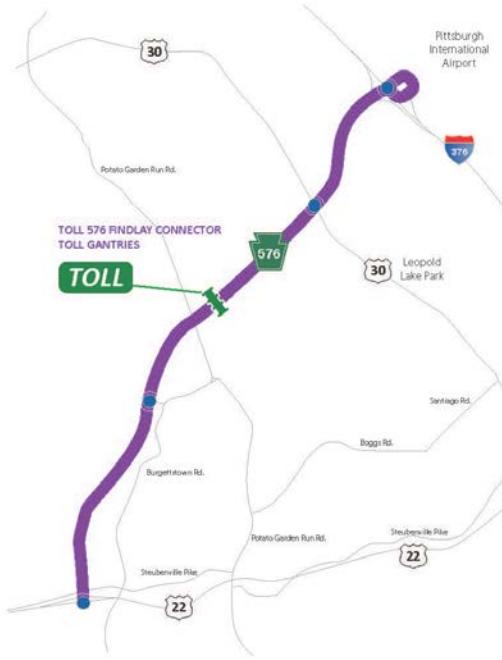 Pittsburgh
International
Airport
30
376
Potato Garden Run Rd.
TOLL 576 FINDLAY CONNECTOR
TOLL GANTRIES
576
TOLL
30
Leopold
Lake Park
Santiago Rd.
Boggs Rd.
Burgettstown Rd.
Potato Garden Run Rd.
Steubenville Pike
22
Steubenville Pike
22